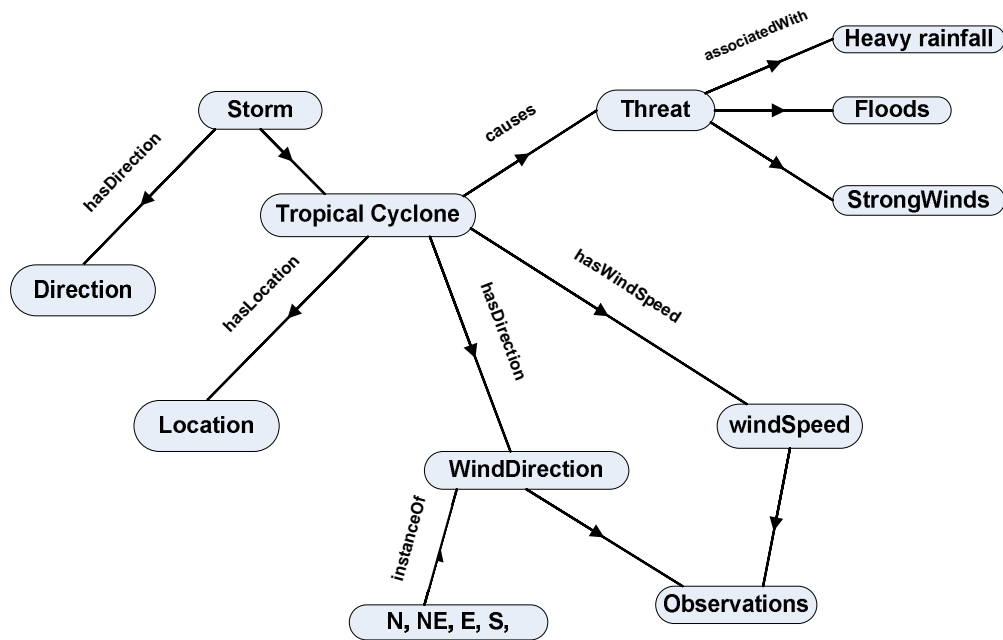 associatedWith
Heavy rainfall
Storm
causes
Threat
Floods
hasDirection
Tropical Cyclone
StrongWinds
Direction
hasLocation
hasDirection
hasWindSpeed
Location
windSpeed
WindDirection
instanceOf
N, NE, E, S,
Observations